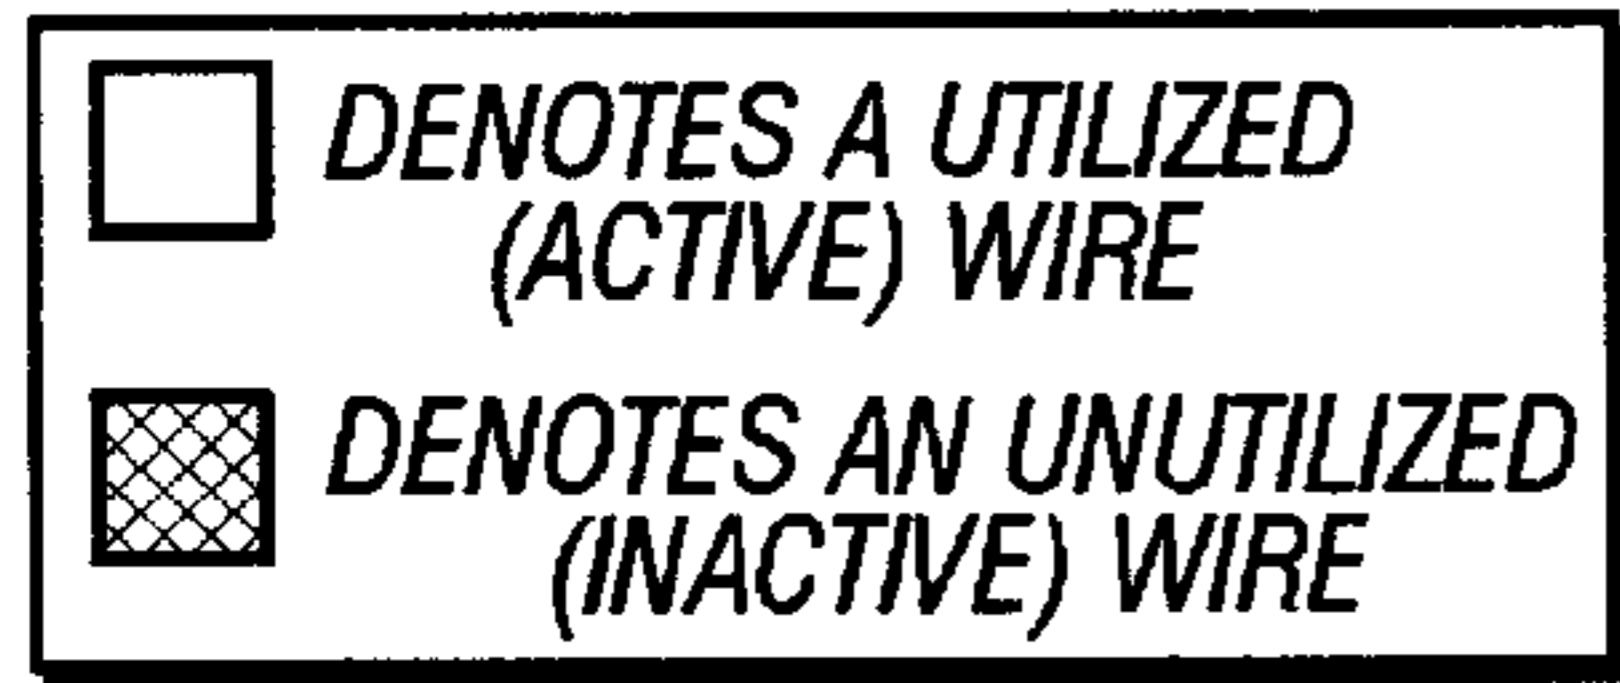 DENOTES A UTILIZED
(ACTIVE) WIRE
DENOTES AN UNUTILIZED
(INACTIVE) WIRE